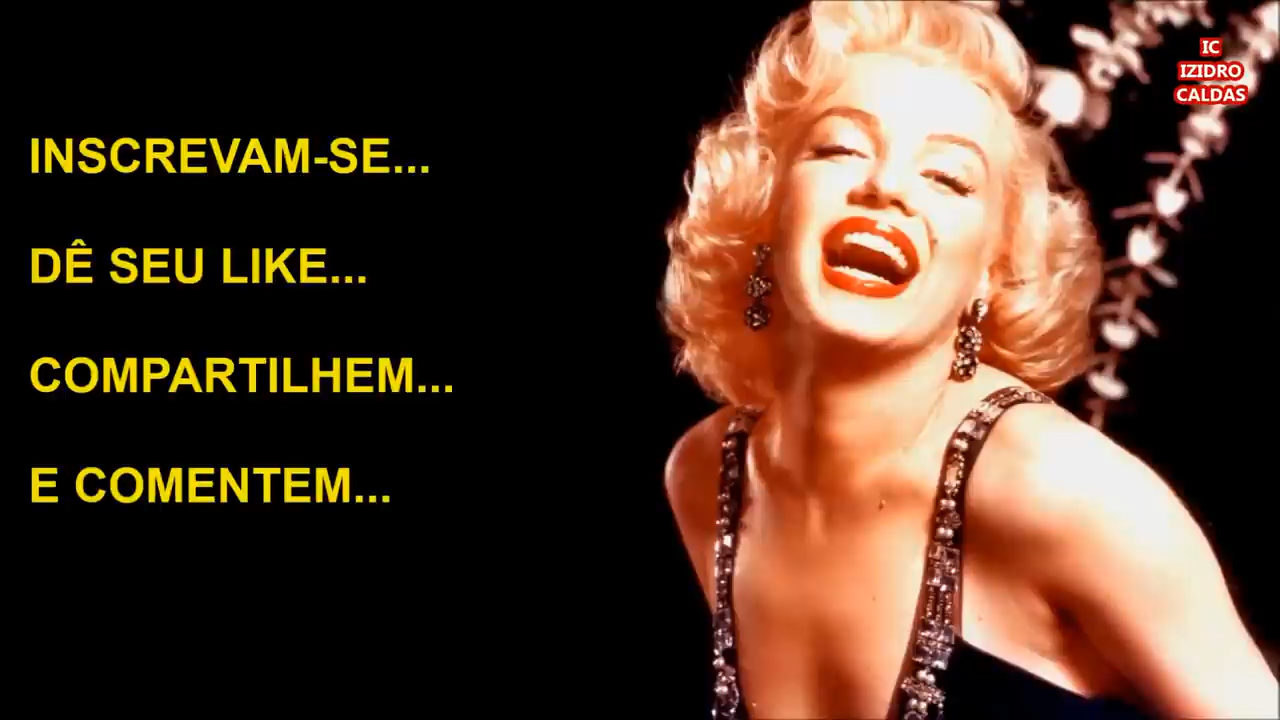 INSCREVAM-SE...
DÊ SEU LIKE...
COMPARTILHEM...
E COMENTEM...
IC
IZIDRO
CALDAS